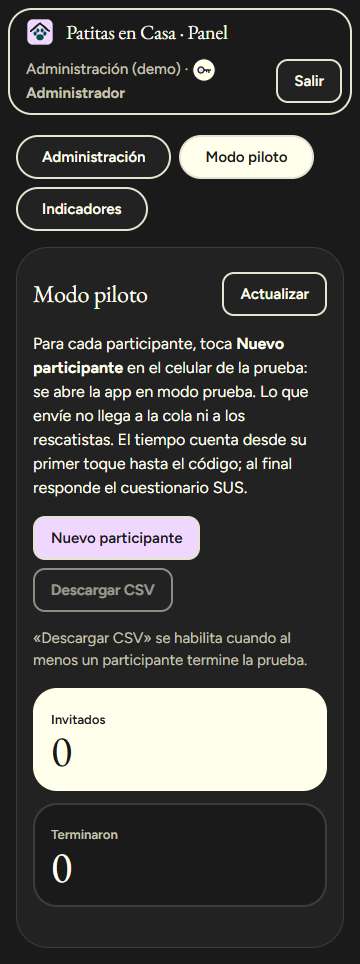 Patitas en Casa · Panel
Administración (demo) ·
Administrador
Salir
Administración
Modo piloto
Indicadores
Modo piloto
Actualizar
Para cada participante, toca Nuevo
participante en el celular de la prueba:
se abre la app en modo prueba. Lo que
envíe no llega a la cola ni a los
rescatistas. El tiempo cuenta desde su
primer toque hasta el código; al final
responde el cuestionario SUS.
Nuevo participante
Descargar CSV
«Descargar CSV» se habilita cuando al
menos un participante termine la prueba.
Invitados
0
Terminaron
0